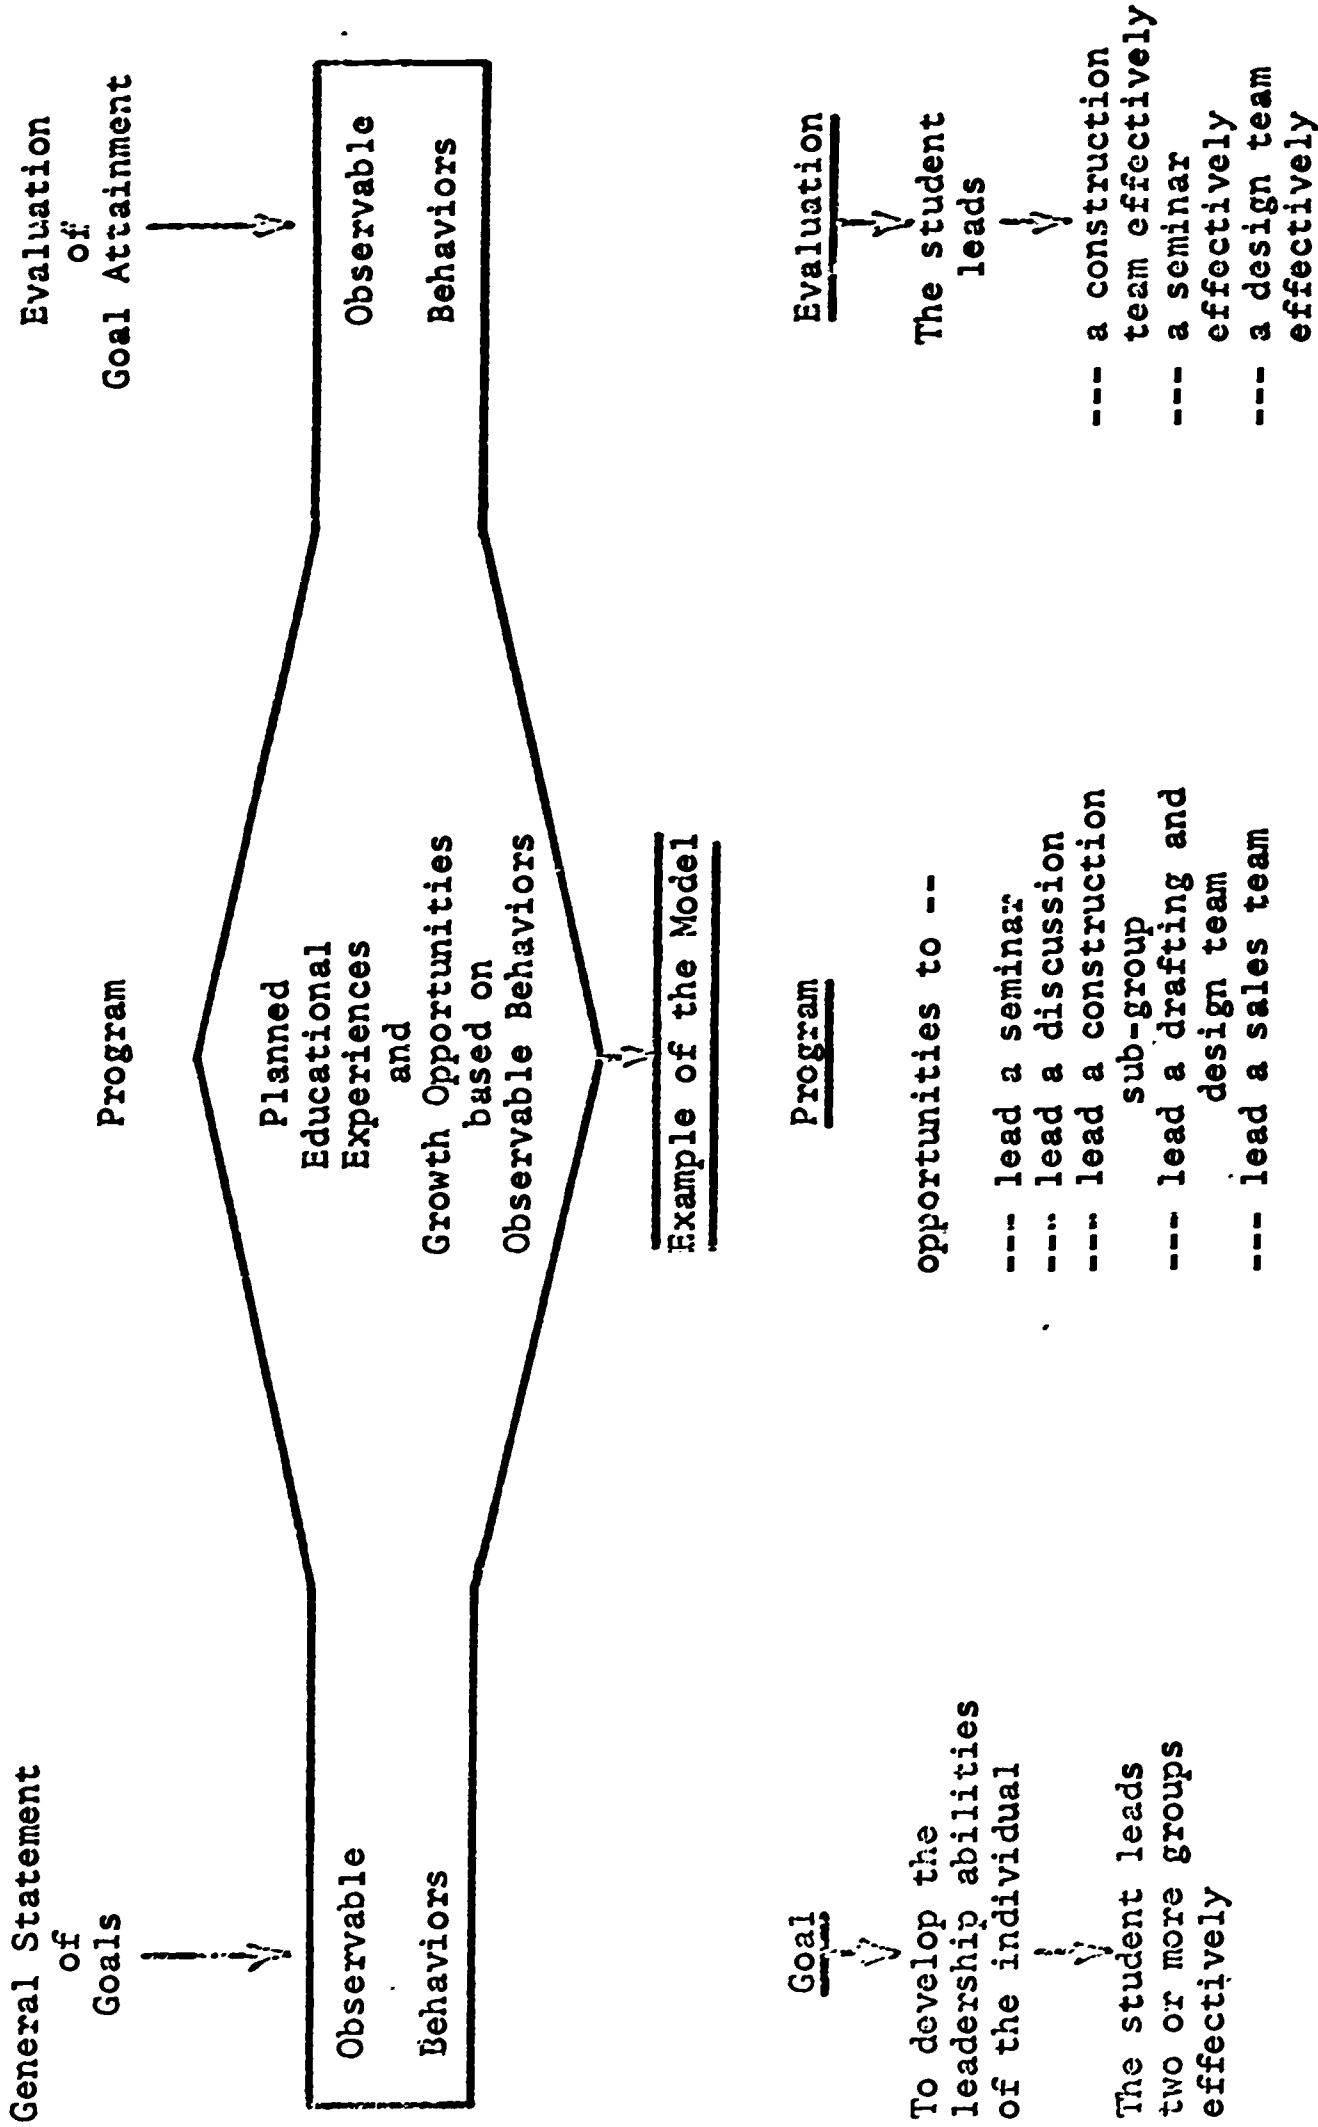 General Statement
of
Goals
Program
Evaluation
of
Goal Attainment
Observable
Behaviors
Planned
Educational
Experiences
and
Growth Opportunities
based on
Observable Behaviors
Observable
Behaviors
Example of the Model
Goal
To develop the
leadership abilities
of the individual
The student leads
two or more groups
effectively
Program
opportunities to --
--- lead a seminar
--- lead a discussion
--- lead a construction
sub-group
--- lead a drafting and
design team
--- lead a sales team
Evaluation
The student
leads
--- a construction
team effectively
--- a seminar
effectively
--- a design team
effectively